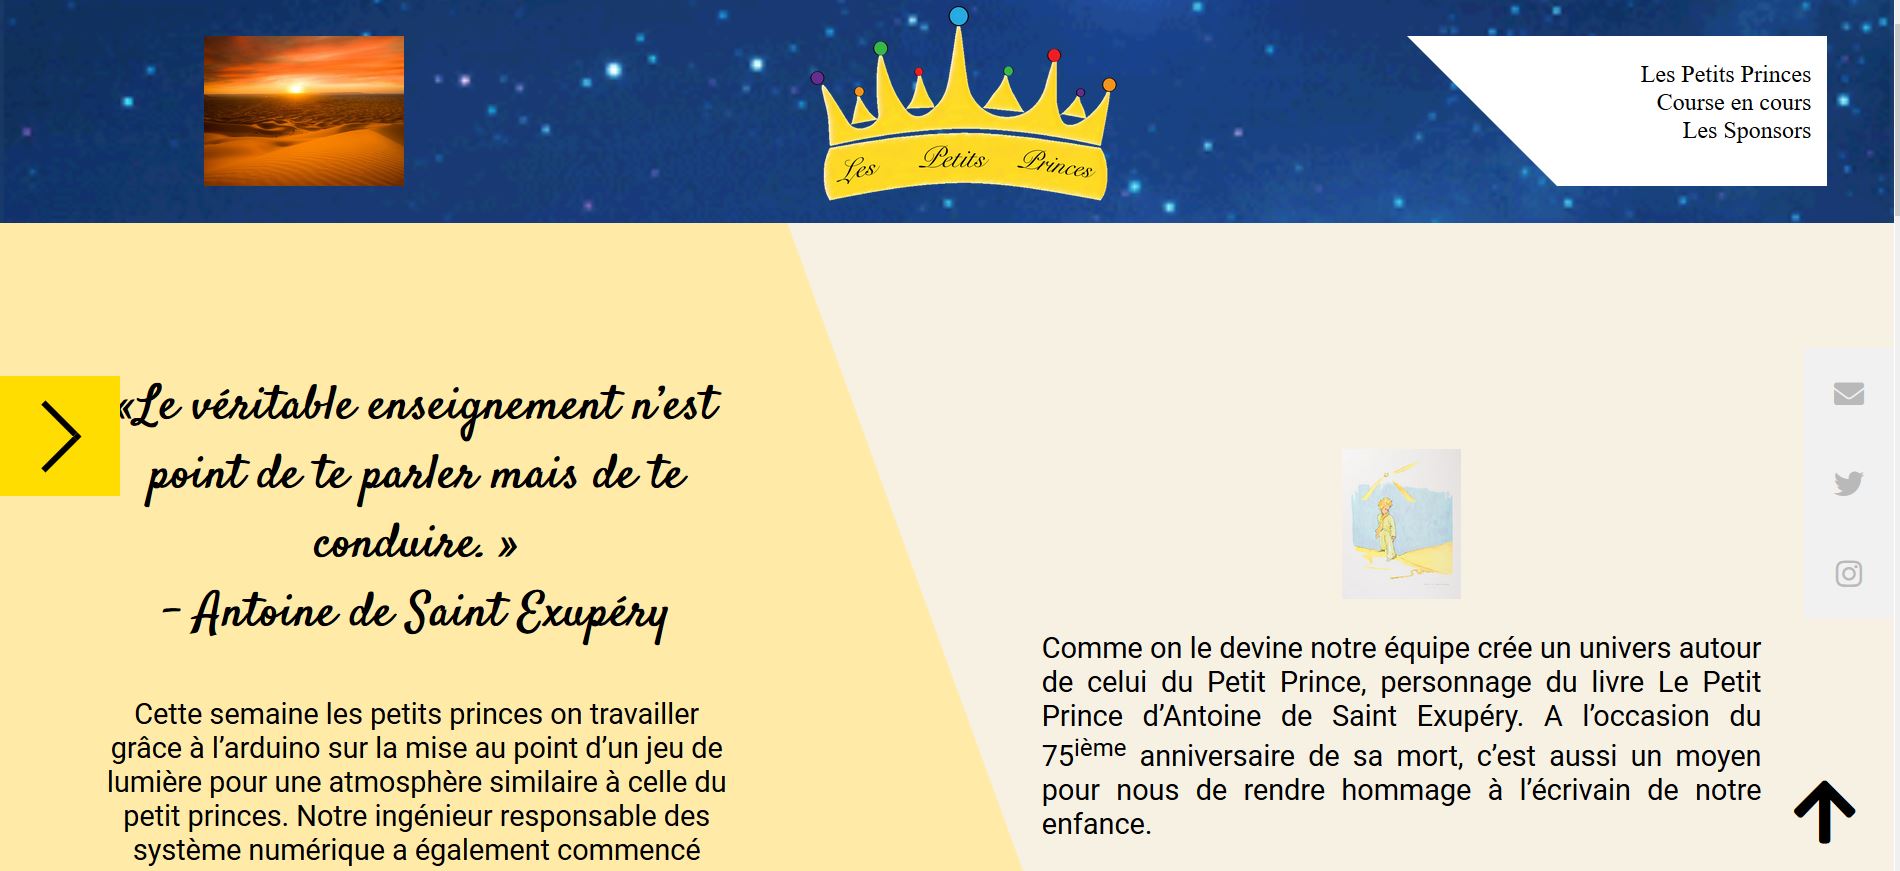 Les Petits Princes
Les Petits Princes
Course en cours
Les Sponsors
«Le véritable enseignement n’est
point de te parler mais de te
conduire. »
– Antoine de Saint Exupéry
Cette semaine les petits princes on travailler
grâce à l’arduino sur la mise au point d’un jeu de
lumière pour une atmosphère similaire à celle du
petit princes. Notre ingénieur responsable des
système numérique a également commencé
Comme on le devine notre équipe crée un univers autour
de celui du Petit Prince, personnage du livre Le Petit
Prince d’Antoine de Saint Exupéry. A l’occasion du
75ième anniversaire de sa mort, c’est aussi un moyen
pour nous de rendre hommage à l’écrivain de notre
enfance.